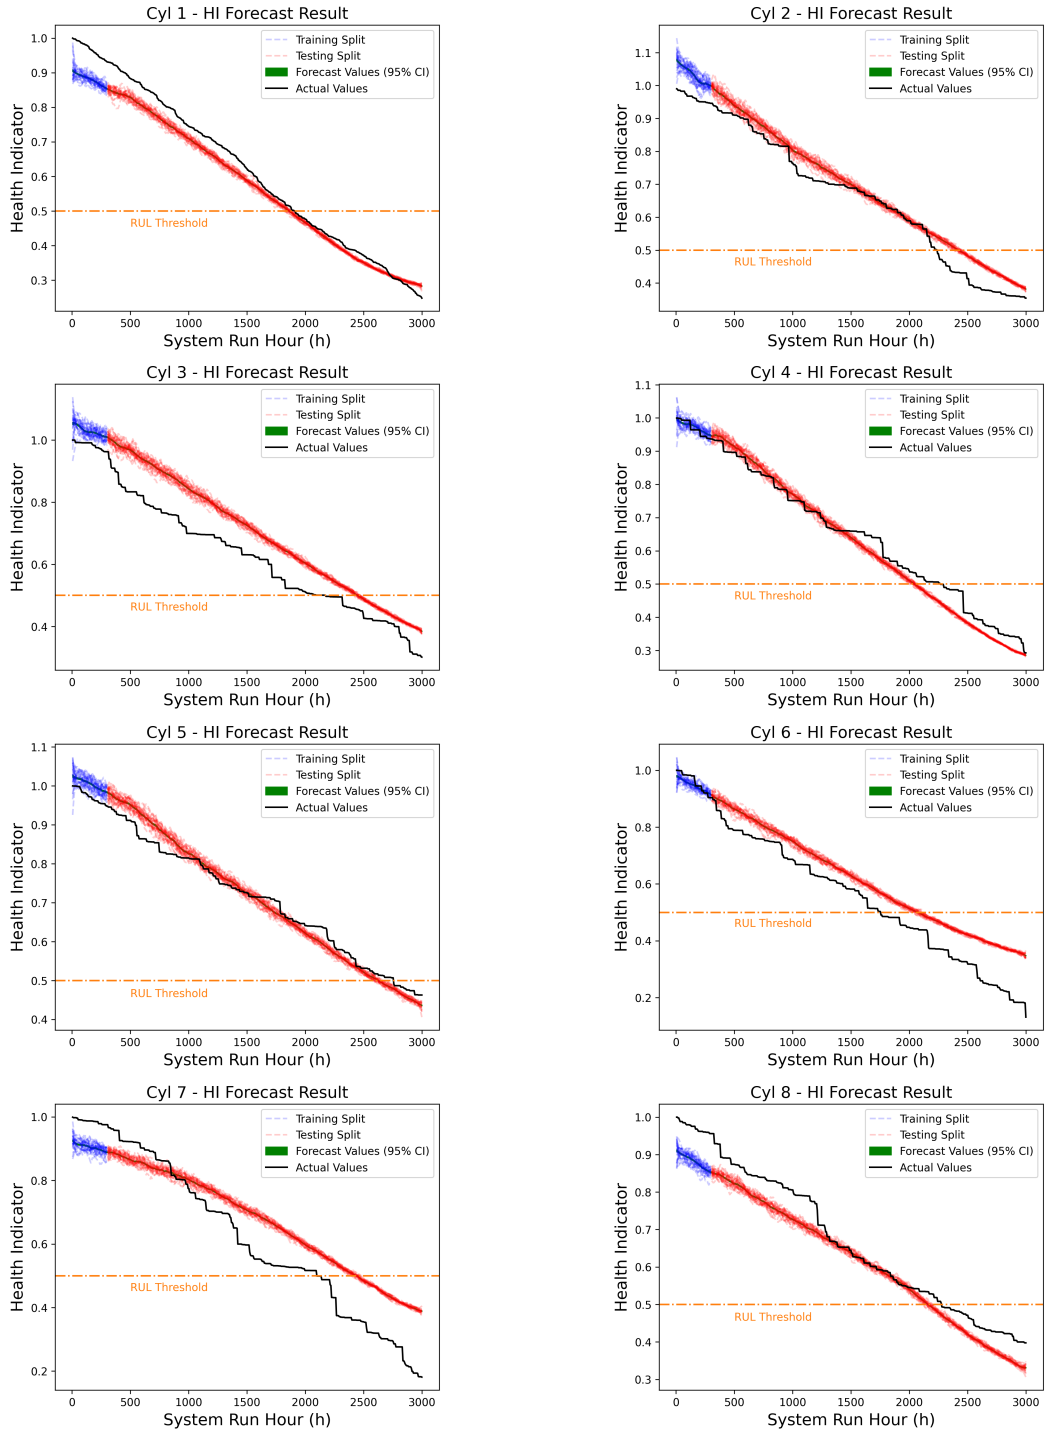 Cyl 1 - HI Forecast Result
Health Indicator
1.0
0.9
0.8
0.7
0.6
0.5
0.4
0.3
Training Split
Testing Split
Forecast Values (95% CI)
Actual Values
RUL Threshold
0 500 1000 1500 2000 2500 3000
System Run Hour (h)
Cyl 2 - HI Forecast Result
Health Indicator
1.1
1.0
0.9
0.8
0.7
0.6
0.5
0.4
Training Split
Testing Split
Forecast Values (95% CI)
Actual Values
RUL Threshold
0 500 1000 1500 2000 2500 3000
System Run Hour (h)
Cyl 3 - HI Forecast Result
Health Indicator
1.0
0.8
0.6
0.4
Training Split
Testing Split
Forecast Values (95% CI)
Actual Values
RUL Threshold
0 500 1000 1500 2000 2500 3000
System Run Hour (h)
Cyl 4 - HI Forecast Result
Health Indicator
1.1
1.0
0.9
0.8
0.7
0.6
0.5
0.4
0.3
Training Split
Testing Split
Forecast Values (95% CI)
Actual Values
RUL Threshold
0 500 1000 1500 2000 2500 3000
System Run Hour (h)
Cyl 5 - HI Forecast Result
Health Indicator
1.1
1.0
0.9
0.8
0.7
0.6
0.5
0.4
Training Split
Testing Split
Forecast Values (95% CI)
Actual Values
RUL Threshold
0 500 1000 1500 2000 2500 3000
System Run Hour (h)
Cyl 6 - HI Forecast Result
Health Indicator
1.0
0.8
0.6
0.4
0.2
Training Split
Testing Split
Forecast Values (95% CI)
Actual Values
RUL Threshold
0 500 1000 1500 2000 2500 3000
System Run Hour (h)
Cyl 7 - HI Forecast Result
Health Indicator
1.0
0.8
0.6
0.4
0.2
Training Split
Testing Split
Forecast Values (95% CI)
Actual Values
RUL Threshold
0 500 1000 1500 2000 2500 3000
System Run Hour (h)
Cyl 8 - HI Forecast Result
Health Indicator
1.0
0.9
0.8
0.7
0.6
0.5
0.4
0.3
Training Split
Testing Split
Forecast Values (95% CI)
Actual Values
RUL Threshold
0 500 1000 1500 2000 2500 3000
System Run Hour (h)